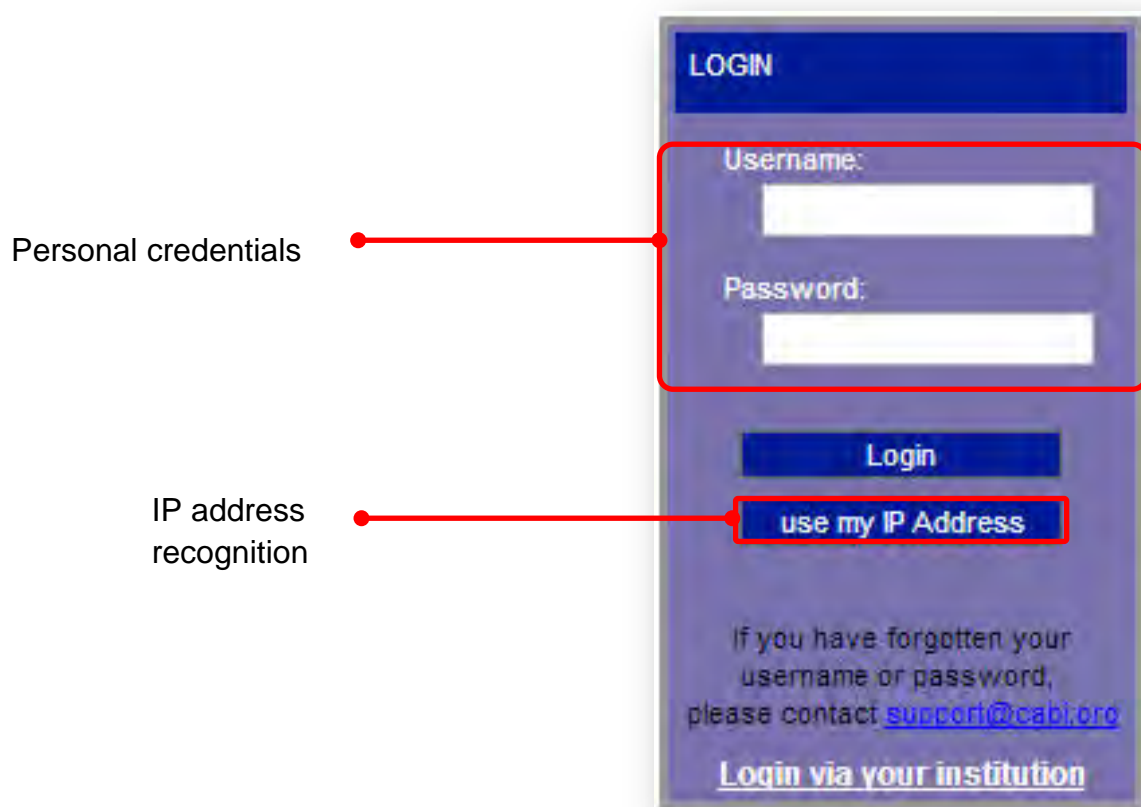 LOGIN
Username:
Personal credentials
Password:
Login
IP address
recognition
use my IP Address
If you have forgotten your
username or password,
please contact support@cabi.org
Login via your institution